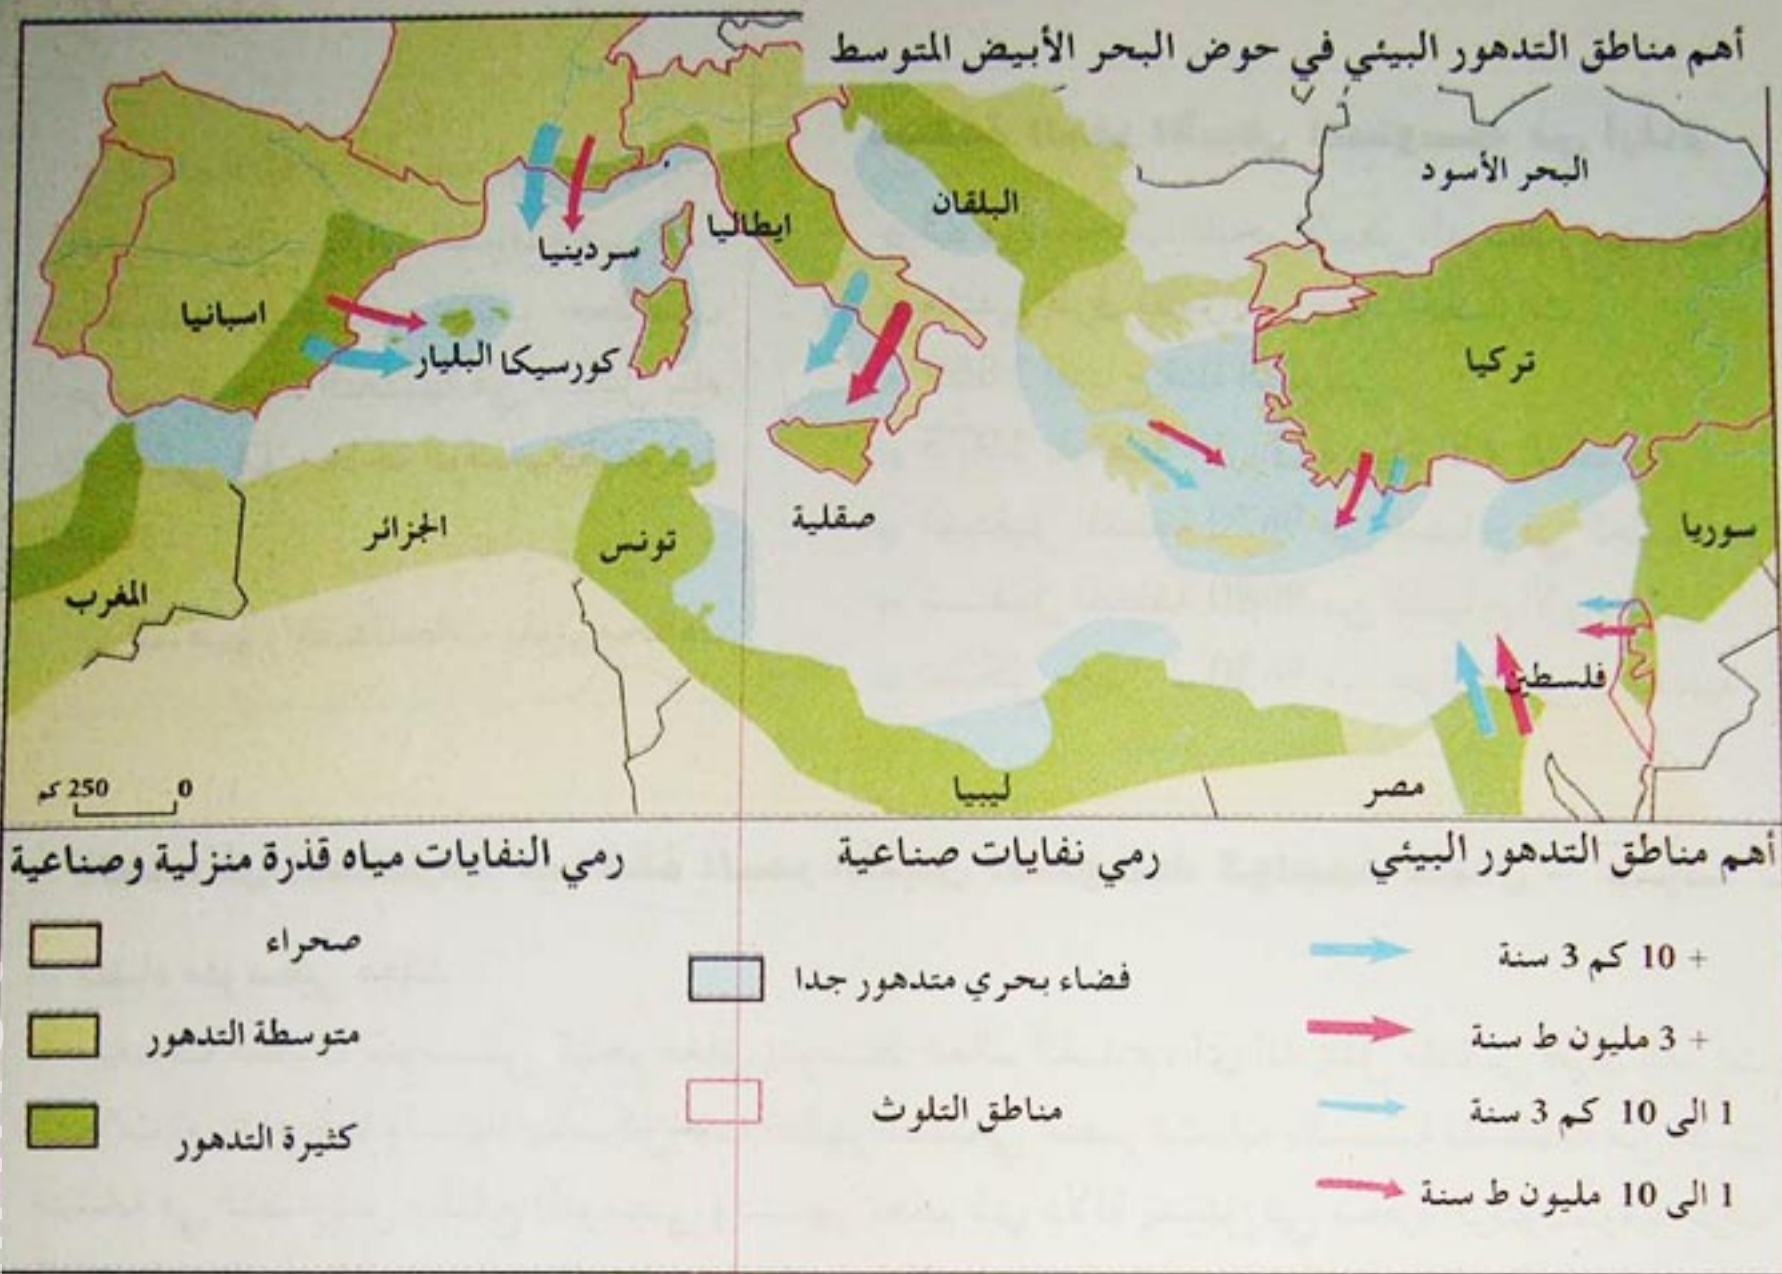 أهم مناطق التدهور البيئي في حوض البحر الأبيض المتوسط
البحر الأسود
البلقان
ايطاليا
سردينيا
اسبانيا
تركيا
كورسيكا
البليار
صقلية
سوريا
الجزائر
تونس
المغرب
فلسطين
ليبيا
مصر
0 250 كم
أهم مناطق التدهور البيئي
+ 10 كم 3 سنة
+ 3 مليون ط سنة
1 الى 10 كم 3 سنة
1 الى 10 مليون ط سنة
رمي نفايات صناعية
فضاء بحري متدهور جدا
مناطق التلوث
رمي النفايات مياه قذرة منزلية وصناعية
صحراء
متوسطة التدهور
كثيرة التدهور